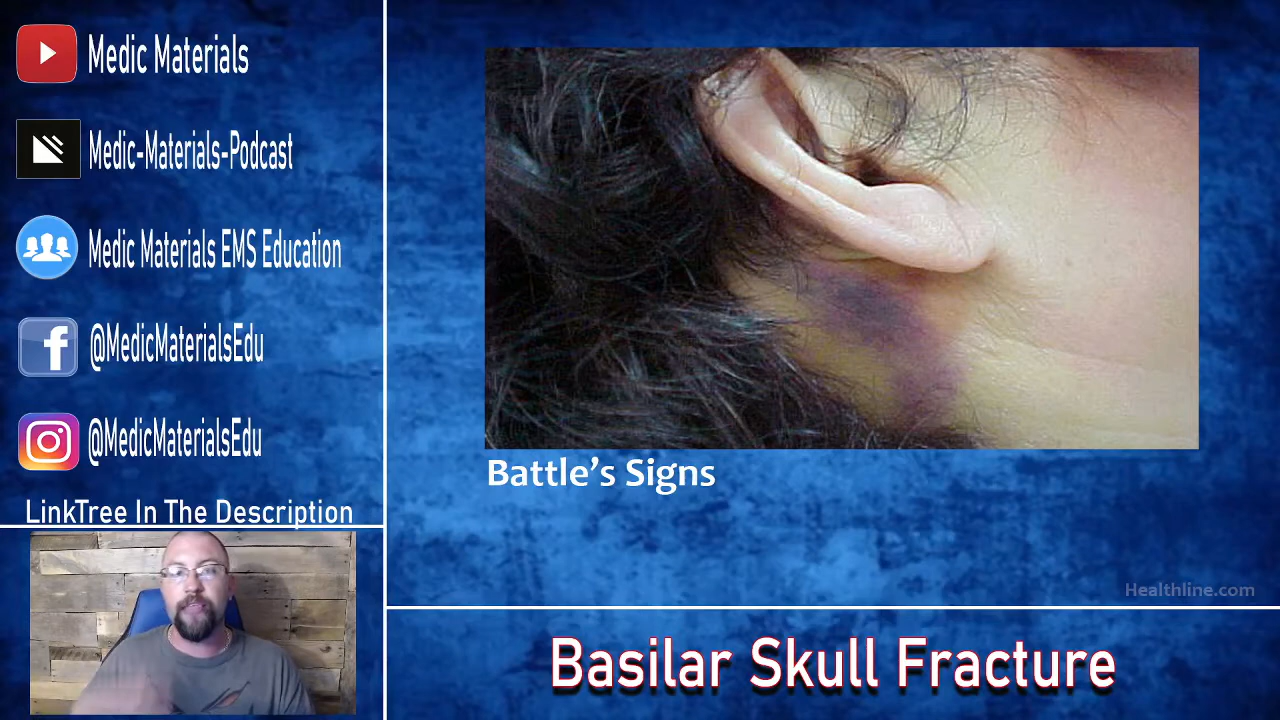 Medic Materials
Medic-Materials-Podcast
Medic Materials EMS Education
@MedicMaterialsEdu
@MedicMaterialsEdu
LinkTree In The Description
Battle’s Signs
Healthline.com
Basilar Skull Fracture